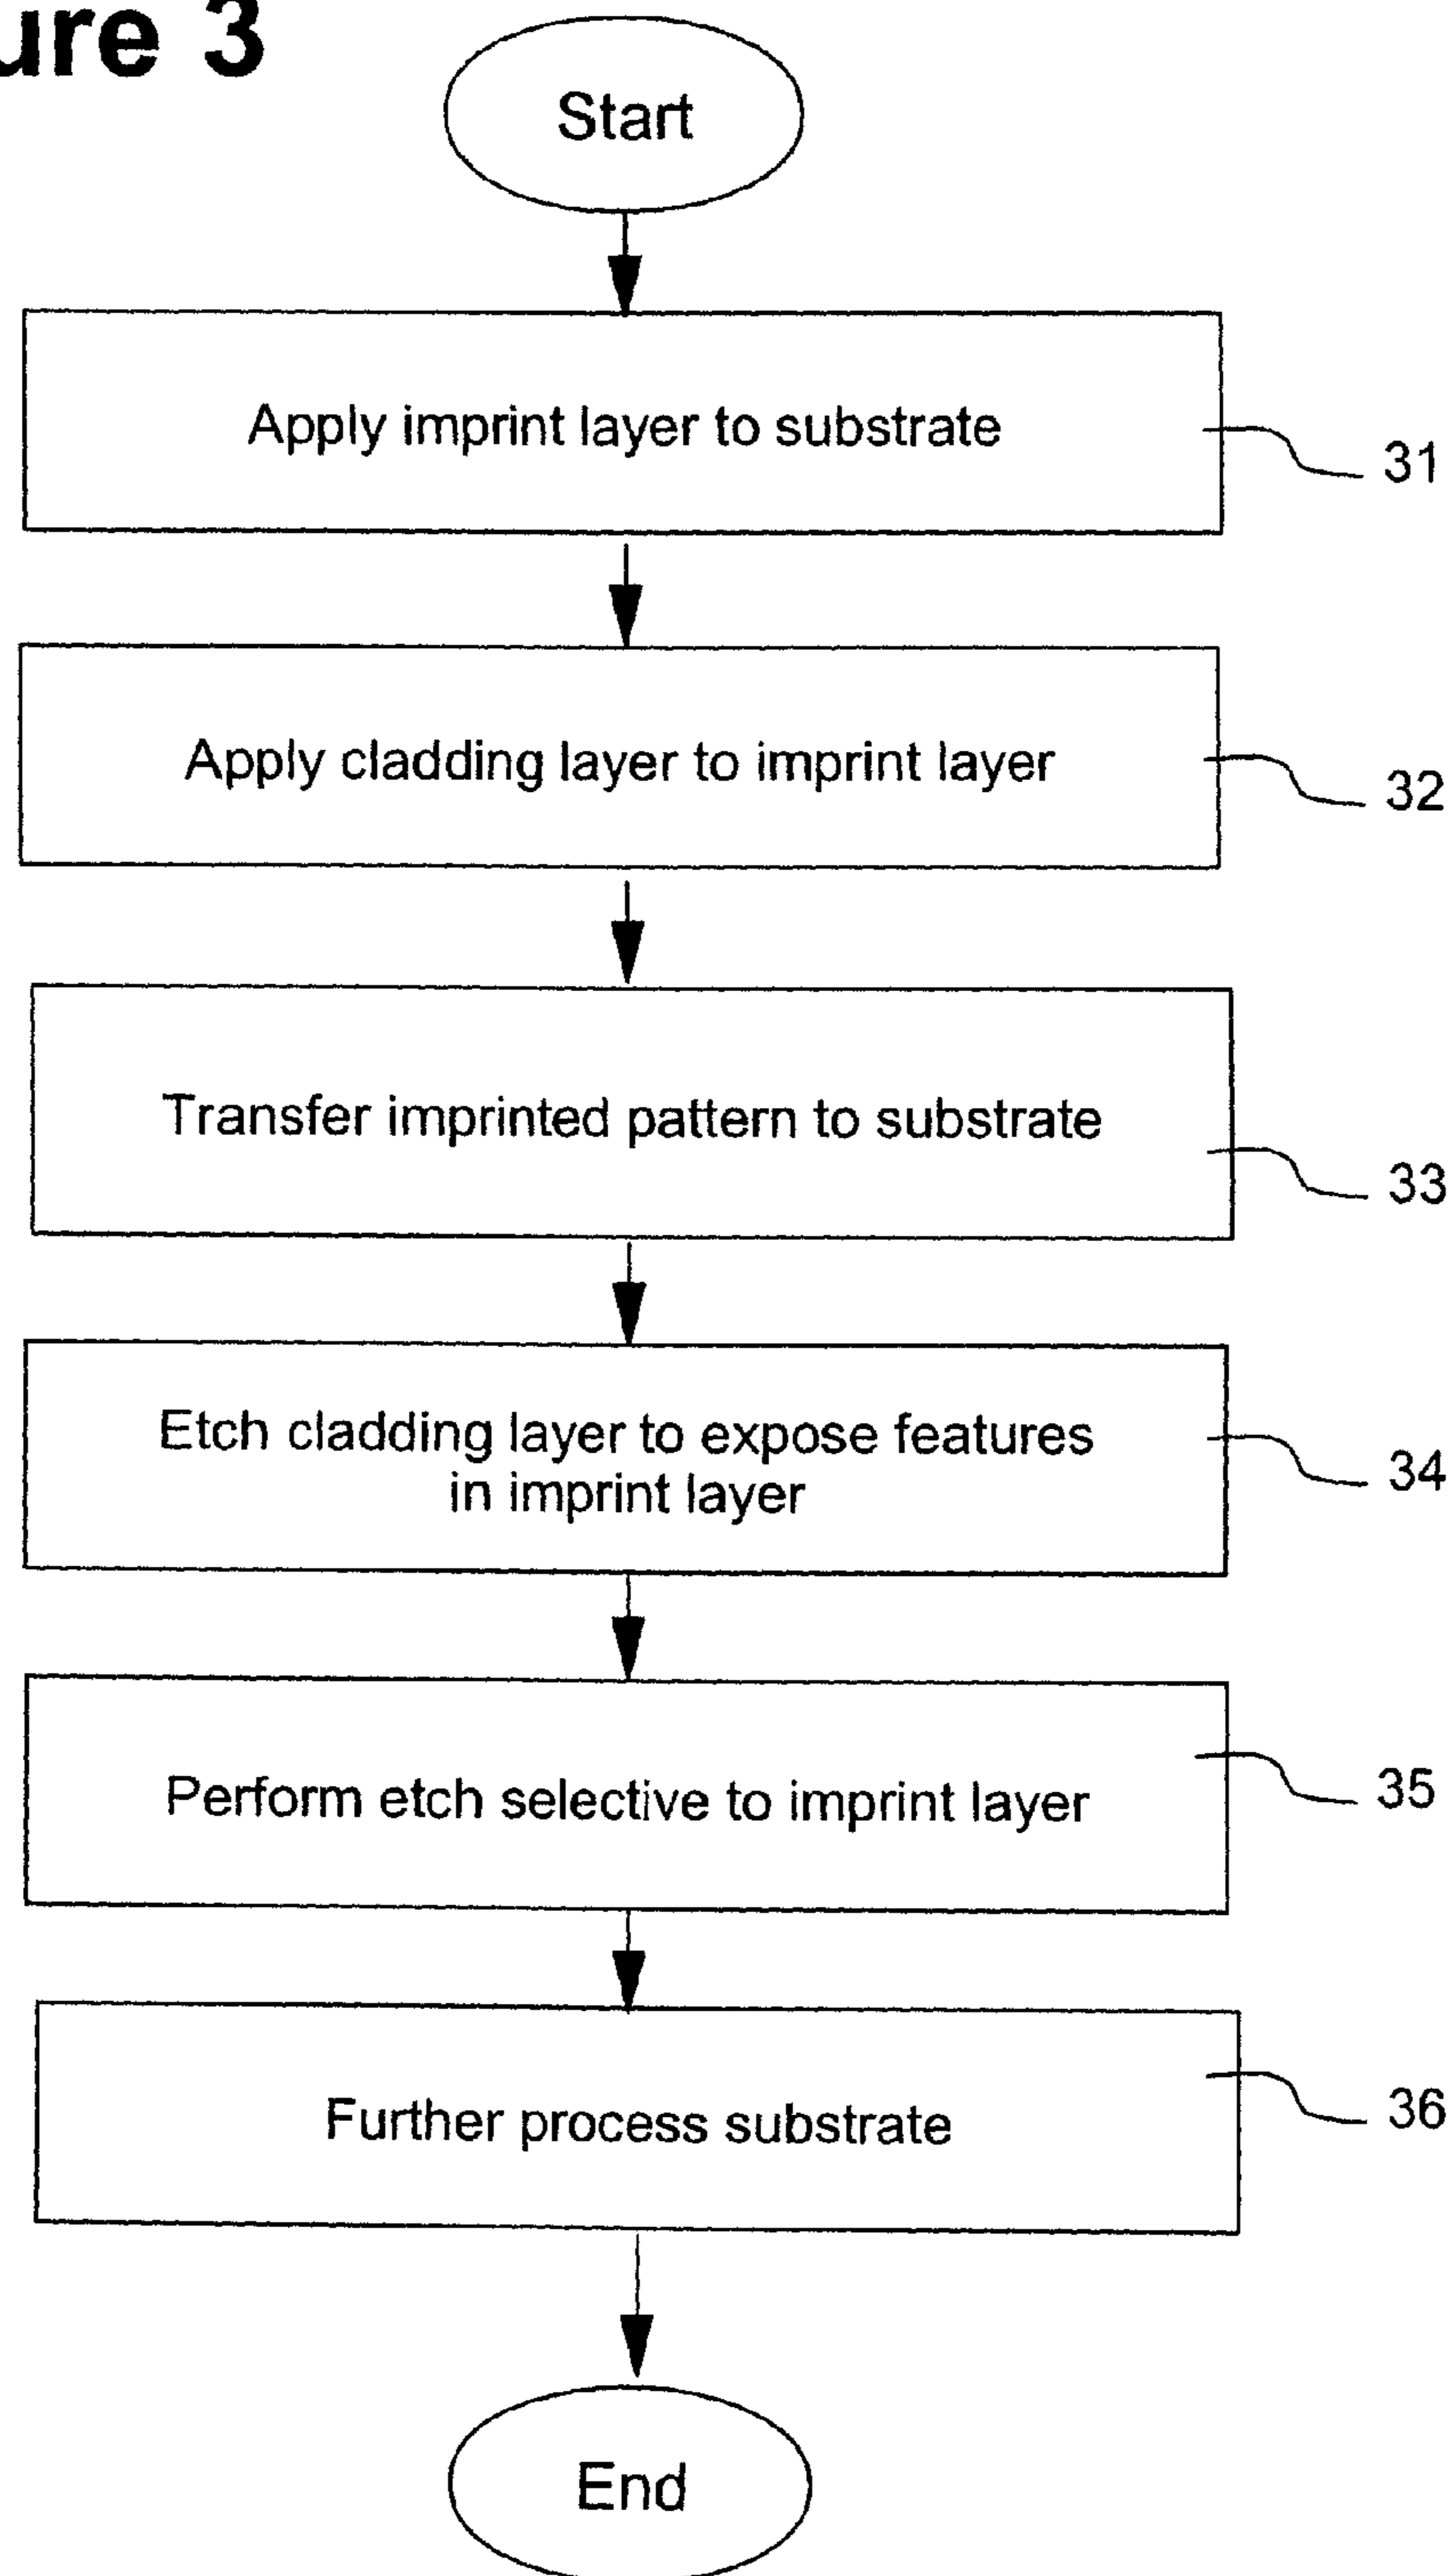 ure 3
Start
Apply imprint layer to substrate
31
Apply cladding layer to imprint layer
32
Transfer imprinted pattern to substrate
33
Etch cladding layer to expose features
in imprint layer
34
Perform etch selective to imprint layer
35
Further process substrate
36
End